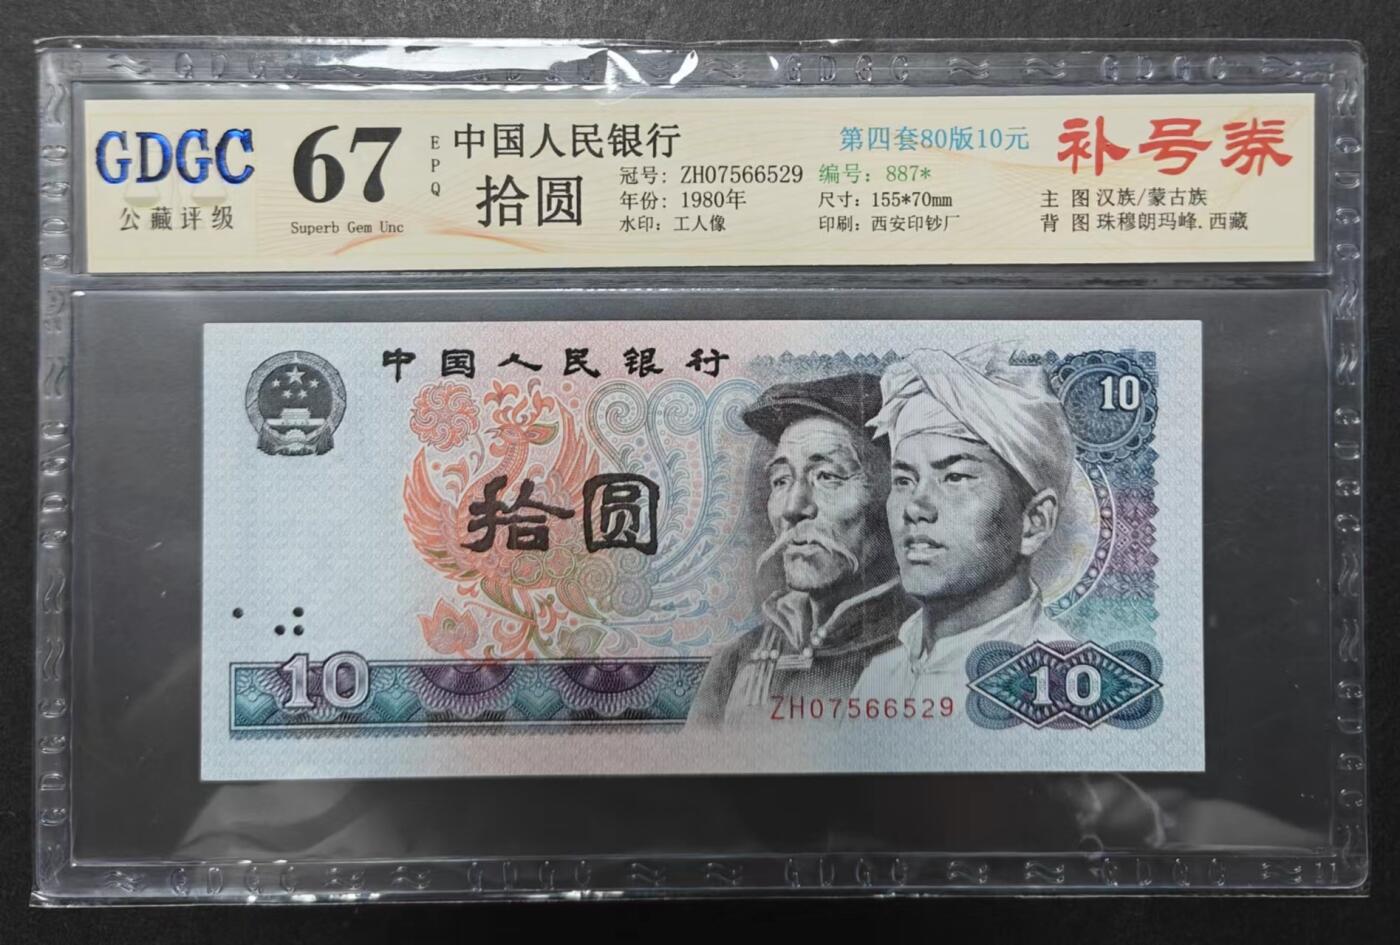 GDGC
公藏评级
67
EPQ
Superb Gem Unc
中国人民银行
拾圆
第四套80版10元
补号券
冠号: ZH07566529
编号: 887*
年份: 1980年
尺寸: 155*70mm
主 图 汉族/蒙古族
水印: 工人像
印刷: 西安印钞厂
背 图 珠穆朗玛峰.西藏
中国人民银行
10
拾圆
10
ZH07566529
10